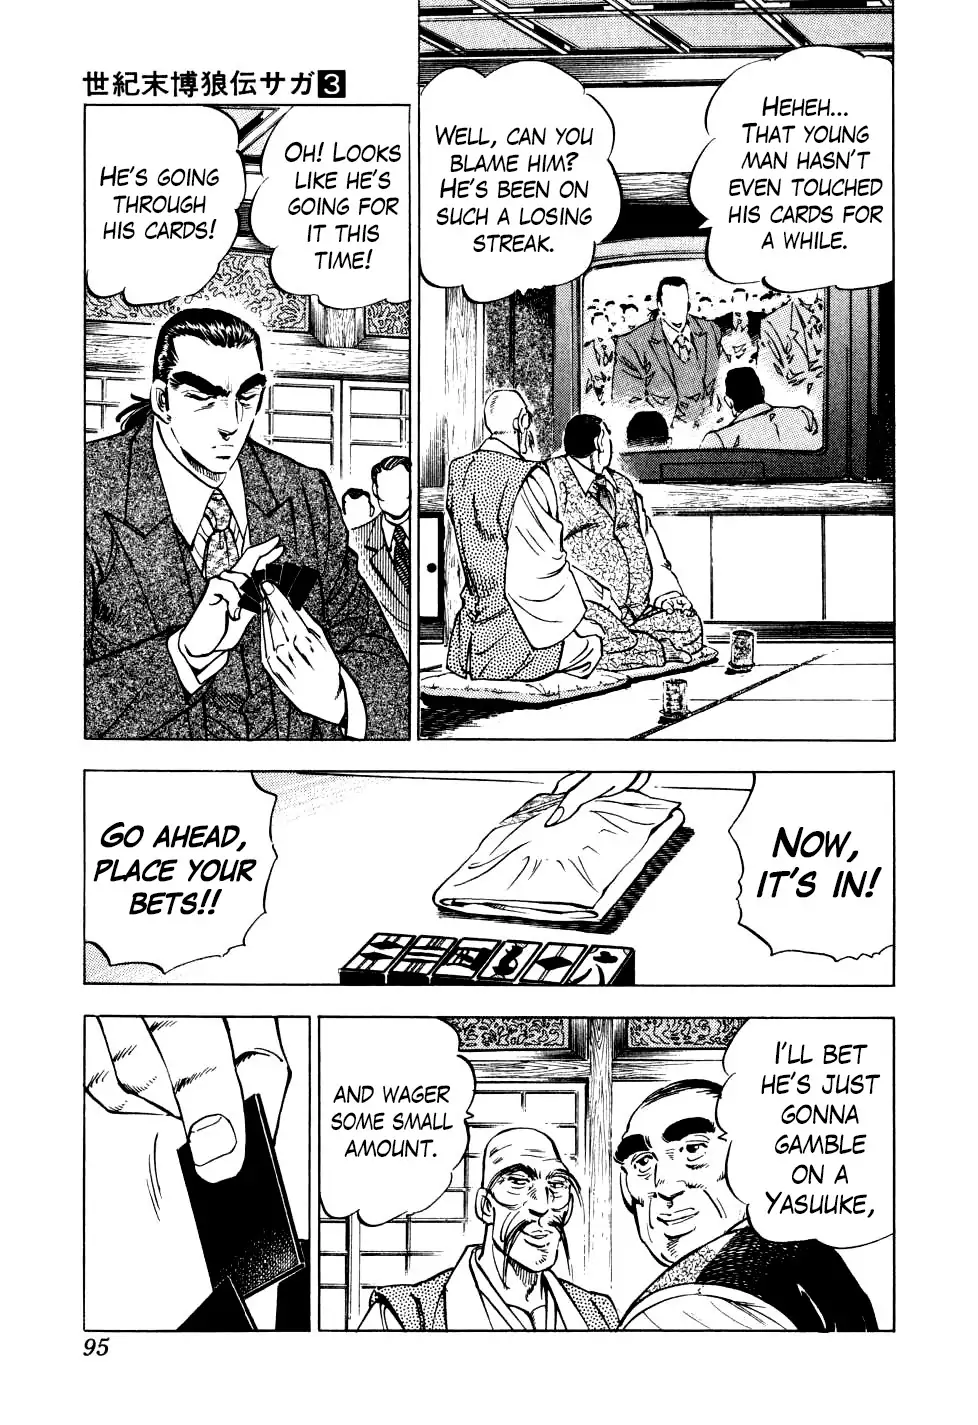 世紀末博狼伝サガ3
HEHEH...
THAT YOUNG
MAN HASN'T
EVEN TOUCHED
HIS CARDS FOR
A WHILE.
WELL, CAN YOU
BLAME HIM?
HE'S BEEN ON
SUCH A LOSING
STREAK.
OH! LOOKS
LIKE HE'S
GOING FOR
IT THIS
TIME!
HE'S GOING
THROUGH
HIS CARDS!
NOW,
IT'S IN!
GO AHEAD,
PLACE YOUR
BETS!!
I'LL BET
HE'S JUST
GONNA
GAMBLE
ON A
YASUUKE,
AND WAGER
SOME SMALL
AMOUNT.
95